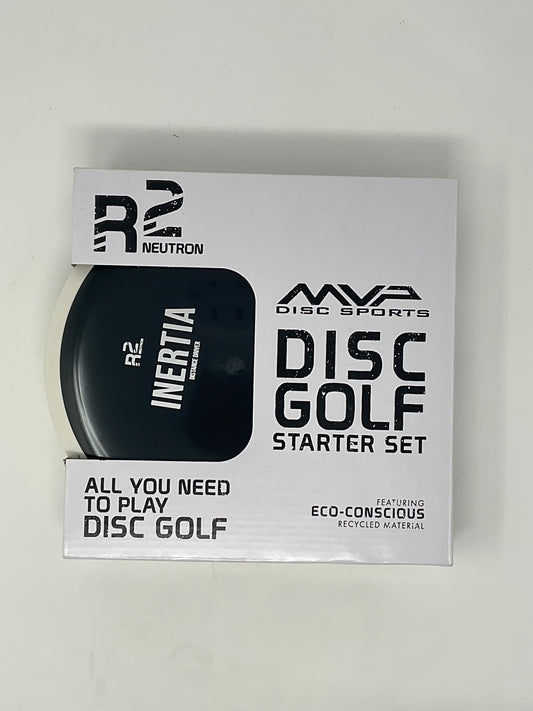 R2
NEUTRON
MVP
DISC SPORTS
DISC
GOLF
STARTER SET
R2
INERTIA
DISTANCE DRIVER
ALL YOU NEED
TO PLAY
DISC GOLF
FEATURING
ECO-CONSCIOUS
RECYCLED MATERIAL